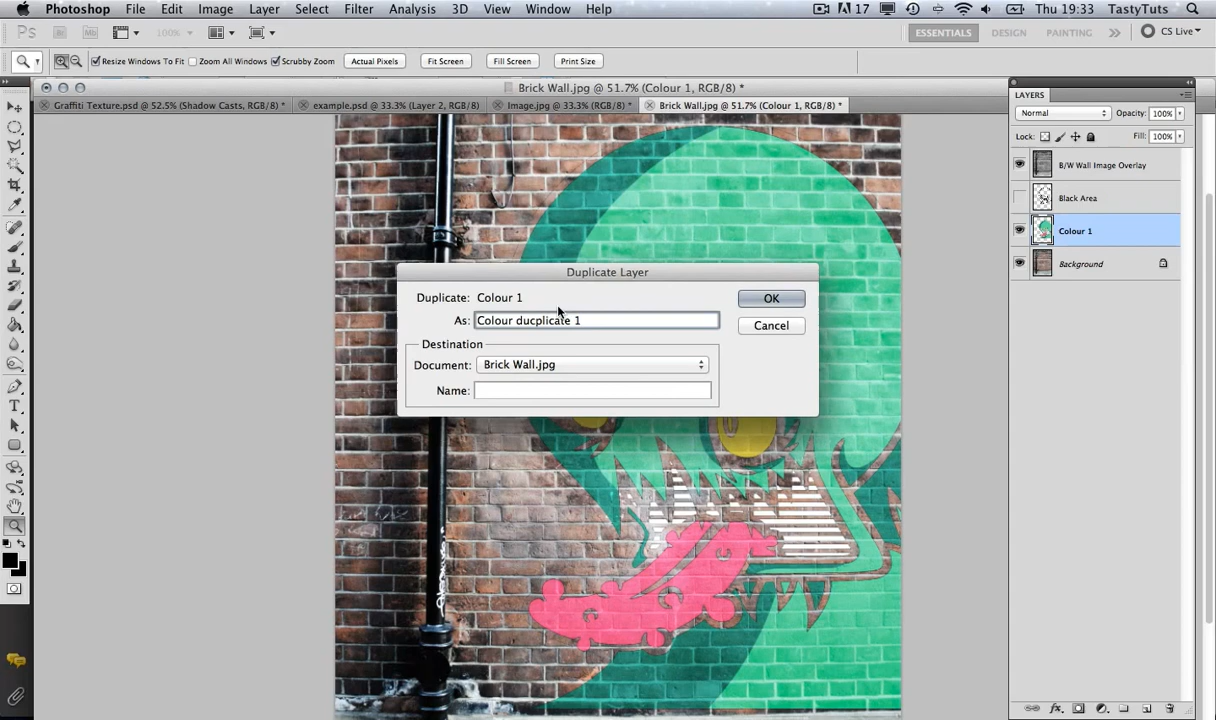 Photoshop File Edit Image Layer Select Filter Analysis 3D View Window Help 17 Thu 19:33 TastyTuts
Ps Br Mb 100% ESSENTIALS DESIGN PAINTING CS Live
Resize Windows To Fit Zoom All Windows Scrubby Zoom Actual Pixels Fit Screen Fill Screen Print Size
Brick Wall.jpg @ 51.7% (Colour 1, RGB/8) *
Graffiti Texture.psd @ 52.5% (Shadow Casts, RGB/8) * example.psd @ 33.3% (Layer 2, RGB/8) Image.jpg @ 33.3% (RGB/8) * Brick Wall.jpg @ 51.7% (Colour 1, RGB/8) *
LAYERS
Normal Opacity: 100%
Lock: Fill: 100%
B/W Wall Image Overlay
Black Area
Colour 1
Background
Duplicate Layer
Duplicate: Colour 1 OK
As: Colour ducplicate 1
Cancel
Destination
Document: Brick Wall.jpg
Name: